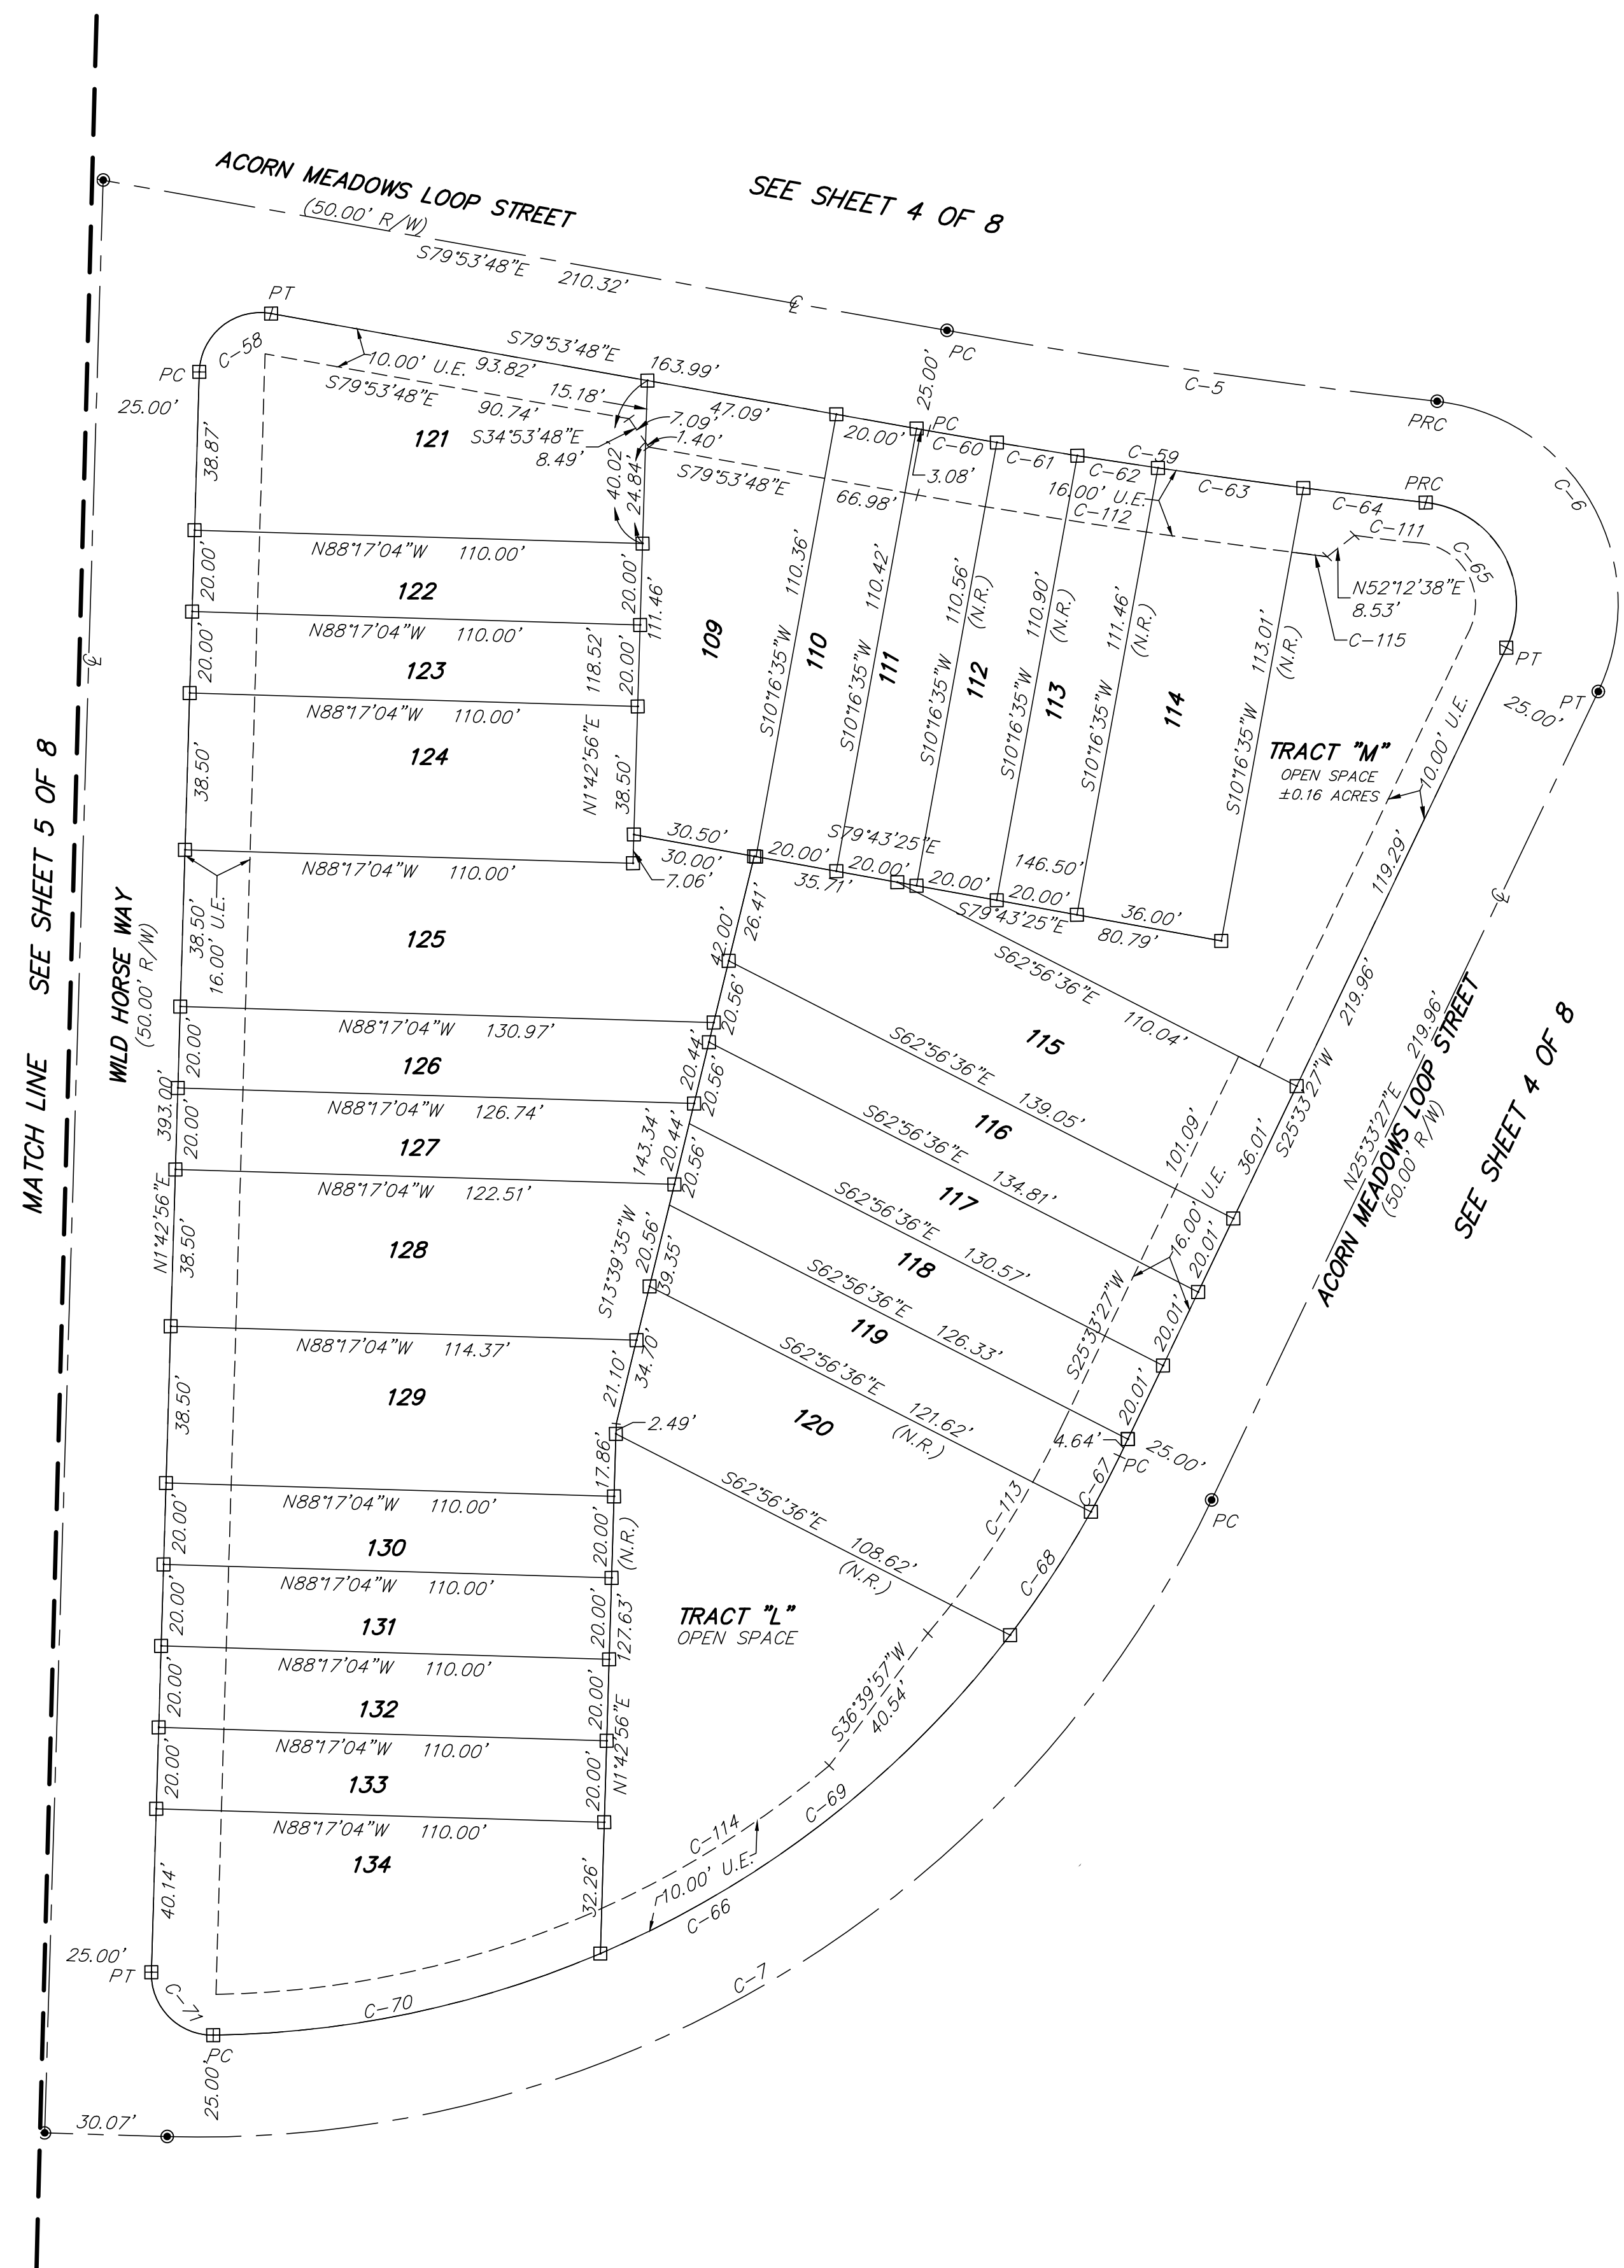 ACORN MEADOWS LOOP STREET
(50.00' R/W)
S79°53'48"E 210.32'
SEE SHEET 4 OF 8
℄
PT
C-58
PC
25.00'
10.00' U.E.
S79°53'48"E 163.99'
93.82'
S79°53'48"E 90.74'
15.18'
47.09'
7.09'
S34°53'48"E
8.49'
1.40'
40.02
24.84'
S79°53'48"E 66.98'
20.00'
25.00'
PC
PC
C-60
3.08'
C-61
C-59
C-62
16.00' U.E.
C-112
C-63
C-5
PRC
PRC
C-64
C-111
C-65
C-6
N52°12'38"E
8.53'
C-115
PT
PT
25.00'
10.00' U.E.
121
38.87'
N88°17'04"W 110.00'
20.00'
122
20.00'
111.46'
N88°17'04"W 110.00'
20.00'
123
20.00'
118.52'
N88°17'04"W 110.00'
38.50'
124
N1°42'56"E
38.50'
N88°17'04"W 110.00'
7.06'
30.50'
30.00'
109
110.36'
S10°16'35"W
110
110.42'
S10°16'35"W
111
110.56'
(N.R.)
S10°16'35"W
112
110.90'
(N.R.)
S10°16'35"W
113
111.46'
(N.R.)
S10°16'35"W
114
113.01'
(N.R.)
S10°16'35"W
TRACT "M"
OPEN SPACE
±0.16 ACRES
S79°43'25"E 146.50'
20.00'
20.00'
35.71'
20.00'
20.00'
36.00'
S79°43'25"E 80.79'
119.29'
219.96'
S25°33'27"W
℄
℄
MATCH LINE SEE SHEET 5 OF 8
WILD HORSE WAY
(50.00' R/W)
38.50'
16.00' U.E.
125
42.00'
26.41'
S62°56'36"E 110.04'
N88°17'04"W 130.97'
20.56'
115
S62°56'36"E 139.05'
20.00'
126
20.44'
20.56'
116
N88°17'04"W 126.74'
393.00'
20.00'
127
143.34'
20.44'
20.56'
S62°56'36"E 134.81'
117
N88°17'04"W 122.51'
N1°42'56"E
38.50'
128
S13°39'35"W
20.56'
39.35'
S62°56'36"E 130.57'
118
101.09'
36.01'
16.00' U.E.
20.01'
N25°33'27"E 219.96'
ACORN MEADOWS LOOP STREET
(50.00' R/W)
SEE SHEET 4 OF 8
S62°56'36"E 126.33'
119
S25°33'27"W
20.01'
N88°17'04"W 114.37'
21.10'
34.70'
S62°56'36"E 121.62'
(N.R.)
20.01'
38.50'
129
2.49'
120
4.64'
25.00'
PC
C-67
PC
17.86'
S62°56'36"E 108.62'
(N.R.)
C-113
N88°17'04"W 110.00'
20.00'
130
20.00'
(N.R.)
C-68
N88°17'04"W 110.00'
20.00'
131
20.00'
127.63'
TRACT "L"
OPEN SPACE
S36°39'57"W
40.54'
N88°17'04"W 110.00'
20.00'
132
20.00'
N1°42'56"E
N88°17'04"W 110.00'
20.00'
133
20.00'
N88°17'04"W 110.00'
C-69
C-114
10.00' U.E.
40.14'
134
32.26'
C-66
25.00'
PT
C-71
C-70
C-7
PC
25.00'
30.07'